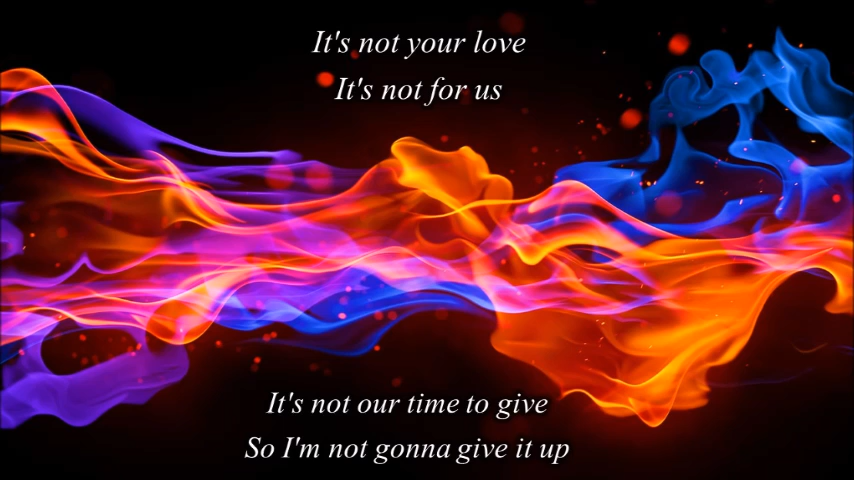 It's not your love
It's not for us
It's not our time to give
So I'm not gonna give it up